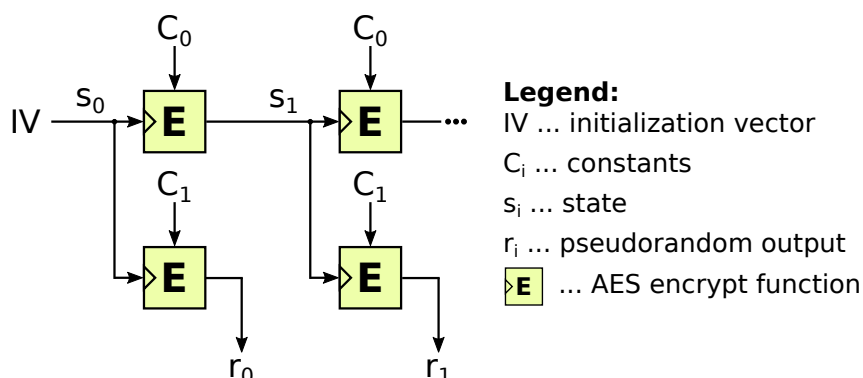 C0 C0
IV s0 E s1 E ...
C1 C1
E E
r0 r1
Legend:
IV ... initialization vector
Ci ... constants
si ... state
ri ... pseudorandom output
E ... AES encrypt function